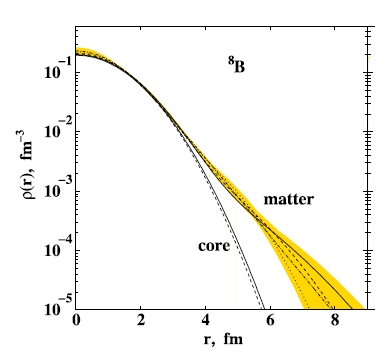 ⁸B
10⁻¹
10⁻²
10⁻³
10⁻⁴
10⁻⁵
ρ(r), fm⁻³
matter
core
0 2 4 6 8
r, fm